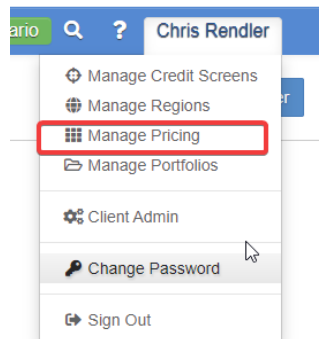 ario ? Chris Rendler
Manage Credit Screens
Manage Regions
er
Manage Pricing
Manage Portfolios
Client Admin
Change Password
Sign Out